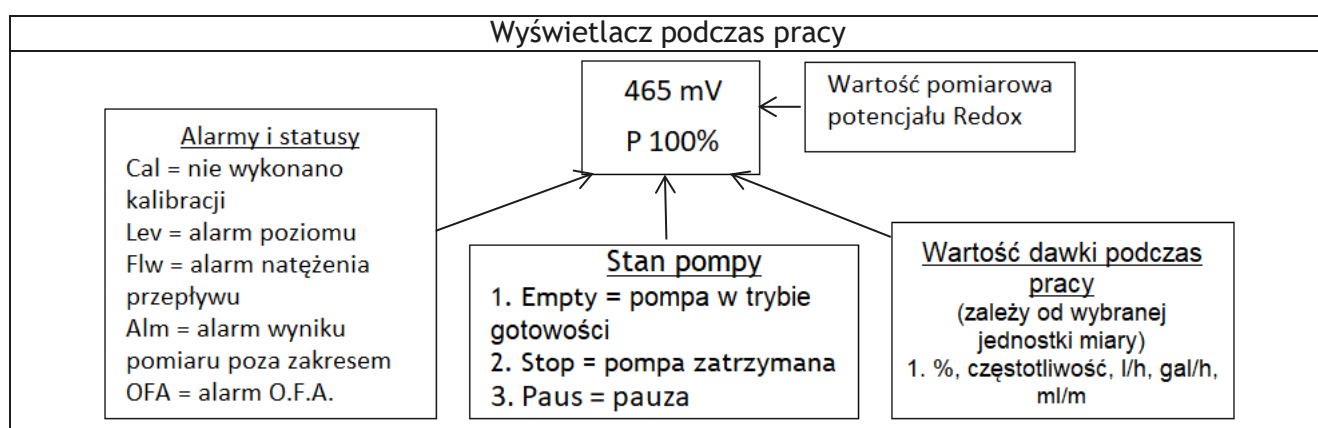 Wyświetlacz podczas pracy
465 mV
P 100%
Wartość pomiarowa
potencjału Redox
Alarmy i statusy
Cal = nie wykonano
kalibracji
Lev = alarm poziomu
Flw = alarm natężenia
przepływu
Alm = alarm wyniku
pomiaru poza zakresem
OFA = alarm O.F.A.
Stan pompy
1. Empty = pompa w trybie
gotowości
2. Stop = pompa zatrzymana
3. Paus = pauza
Wartość dawki podczas
pracy
(zależy od wybranej
jednostki miary)
1. %, częstotliwość, l/h, gal/h,
ml/m